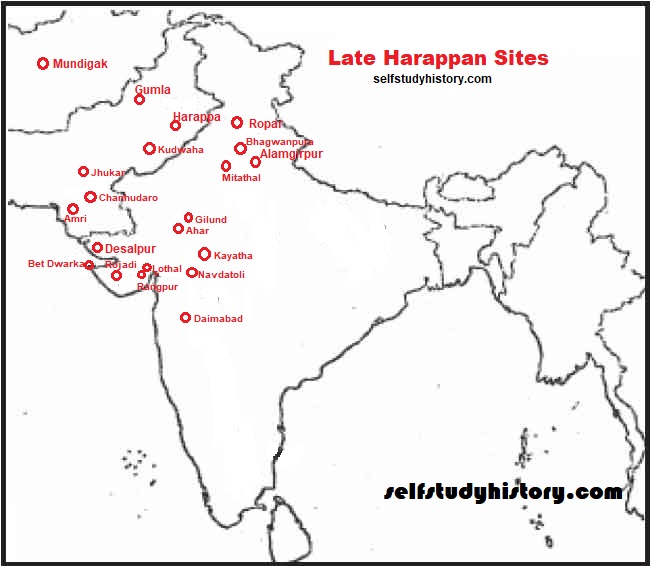 Late Harappan Sites
selfstudyhistory.com
Mundigak
Gumla
Harappa
Ropar
Bhagwanpura
Kudwaha
Alamgirpur
Mitathal
Jhukar
Chanhudaro
Amri
Gilund
Ahar
Desalpur
Kayatha
Bet Dwarka
Rojadi
Lothal
Navdatoli
Rangpur
Daimabad
selfstudyhistory.com